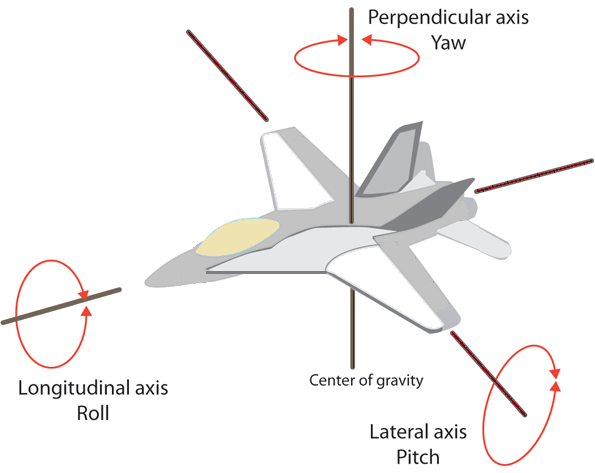 Perpendicular axis
Yaw
Center of gravity
Longitudinal axis
Roll
Lateral axis
Pitch